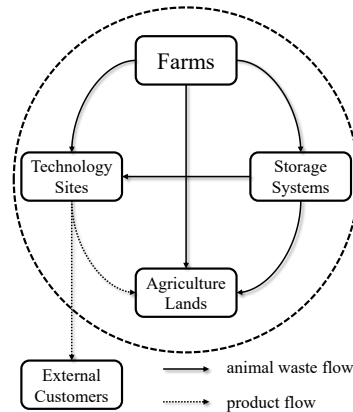 Farms
Technology
Sites
Storage
Systems
Agriculture
Lands
External
Customers
animal waste flow
product flow